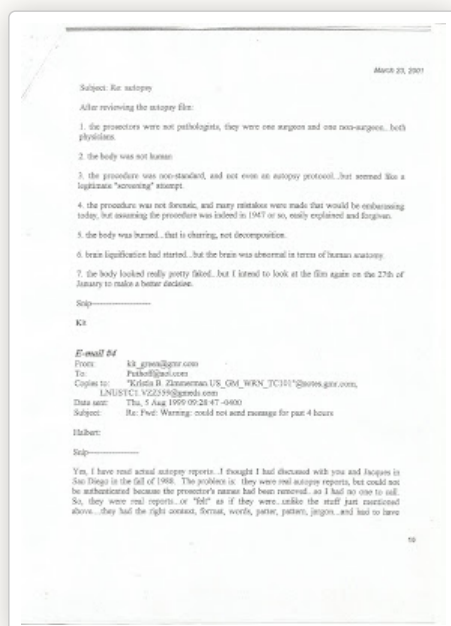 March 23, 2001
Subject: Re: autopsy
After reviewing the autopsy film:
1. the prosectors were not pathologists, they were one surgeon and one non-surgeon...both
physicians.
2. the body was not human
3. the procedure was non-standard, and not even an autopsy protocol...but seemed like a
legitimate "screening" attempt.
4. the procedure was not forensic, and many mistakes were made that would be embarassing
today, but assuming the procedure was indeed in 1947 or so, easily explained and forgiven.
5. the body was burned...that is charring, not decomposition.
6. brain liquification had started...but the brain was abnormal in terms of human anatomy.
7. the body looked really pretty faked...but I intend to look at the film again on the 27th of
January to make a better decision.
Snip-------------------
Kit
E-mail #4
From: kit_green@gmr.com
To: Puthoff@aol.com
Copies to: "Kristin B. Zimmerman US_GM_WRN_TC101"@notes.gmr.com,
LNUSTC1.VZZ559@gmeds.com
Date sent: Thu, 5 Aug 1999 09:28:47 -0400
Subject: Re: Fwd: Warning: could not send message for past 4 hours
Halbert:
Snip-------------------
Yes, I have read actual autopsy reports...I thought I had discussed with you and Jacques in
San Diego in the fall of 1988. The problem is: they were real autopsy reports, but could not
be authenticated because the prosector's names had been removed...so I had no one to call.
So, they were real reports...or "felt" as if they were...unlike the stuff just mentioned
above...they had the right context, format, words, patter, pattern, jargon...and had to have
10